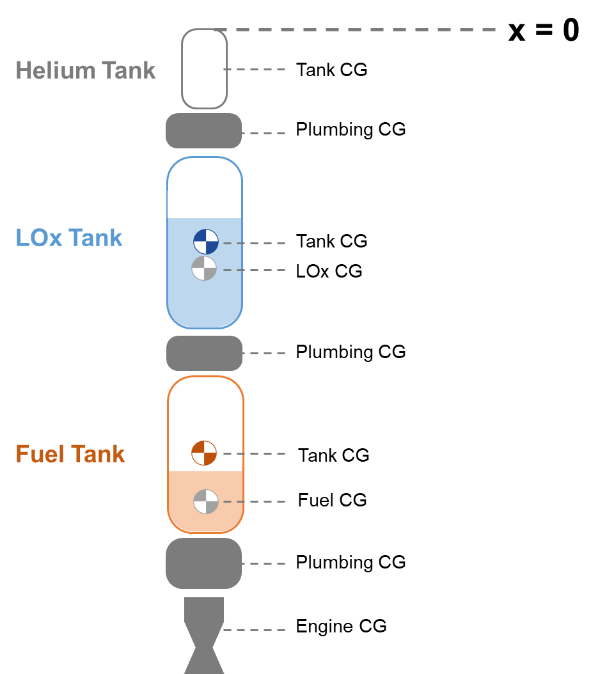 x = 0
Helium Tank
Tank CG
Plumbing CG
LOx Tank
Tank CG
LOx CG
Plumbing CG
Fuel Tank
Tank CG
Fuel CG
Plumbing CG
Engine CG